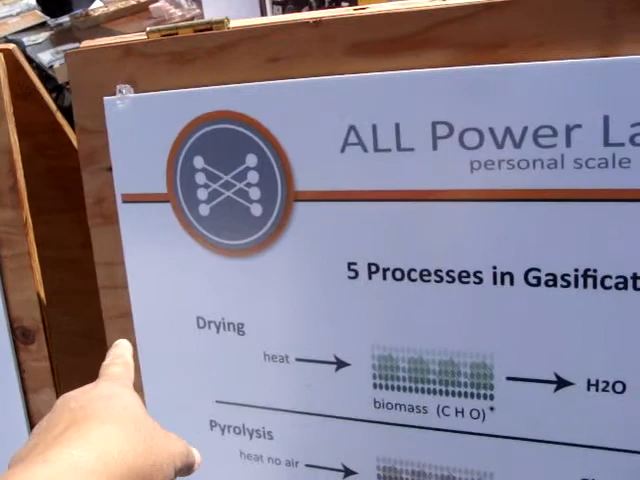 ALL Power La
personal scale
5 Processes in Gasificat
Drying
heat
H2O
biomass (C H O)*
Pyrolysis
heat no air